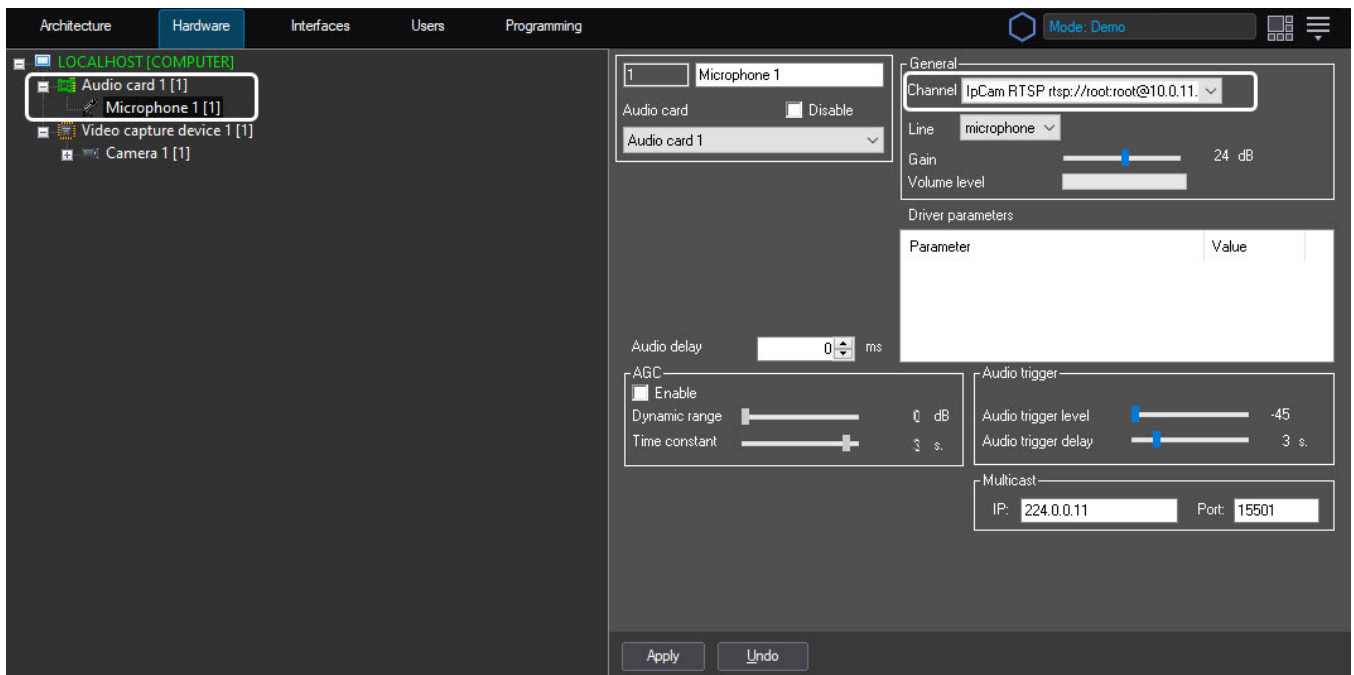 Architecture Hardware Interfaces Users Programming Mode: Demo
LOCALHOST [COMPUTER]
Audio card 1 [1]
Microphone 1 [1]
Video capture device 1 [1]
Camera 1 [1]
1 Microphone 1
Audio card Disable
Audio card 1
General
Channel IpCam RTSP rtsp://root:root@10.0.11.
Line microphone
Gain 24 dB
Volume level
Driver parameters
Parameter Value
Audio delay 0 ms
AGC
Enable
Dynamic range 0 dB
Time constant 3 s.
Audio trigger
Audio trigger level -45
Audio trigger delay 3 s.
Multicast
IP: 224.0.0.11 Port: 15501
Apply Undo